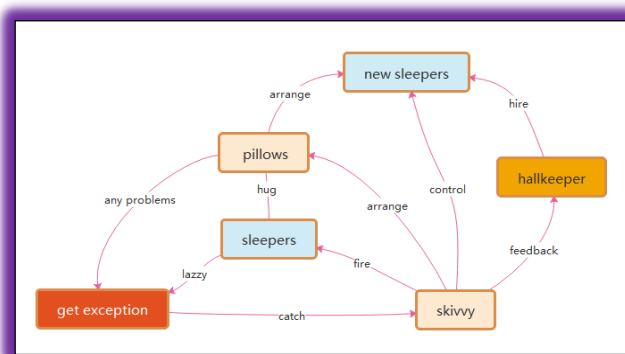 new sleepers
arrange
hire
pillows
hallkeeper
hug
control
any problems
arrange
sleepers
feedback
fire
lazzy
get exception
skivvy
catch